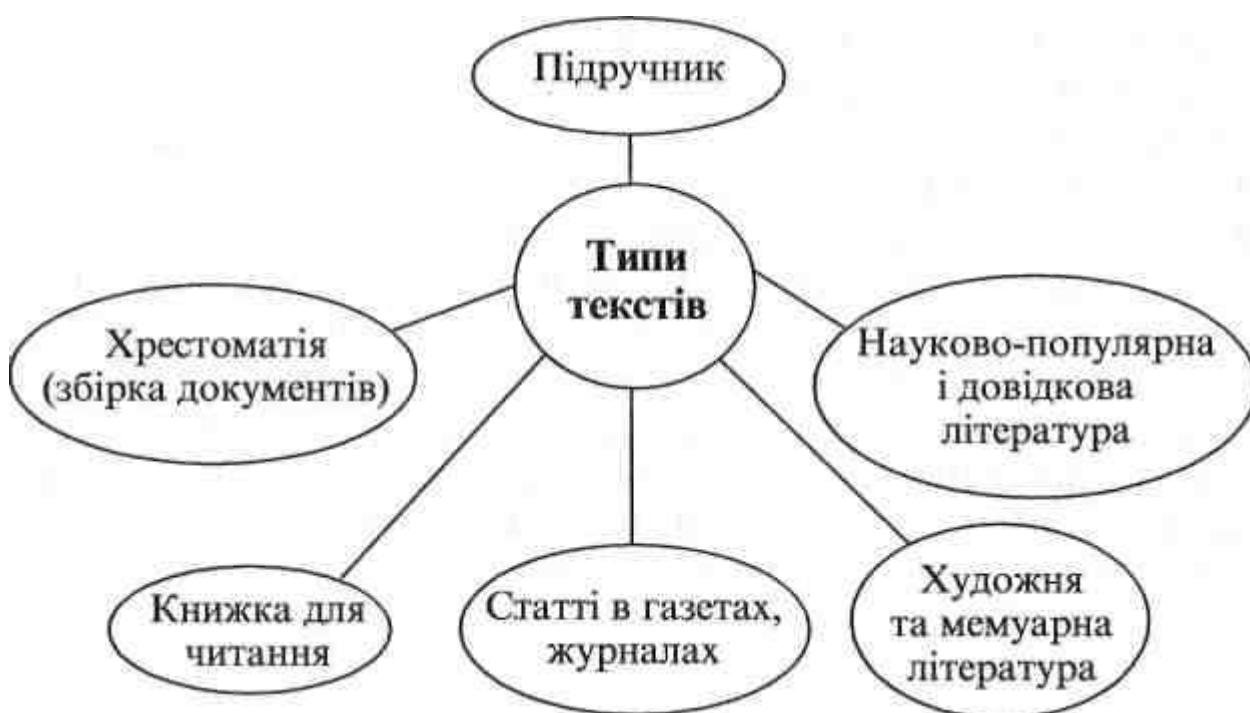 Підручник
Типи
текстів
Хрестоматія
(збірка документів)
Науково-популярна
і довідкова
література
Книжка для
читання
Статті в газетах,
журналах
Художня
та мемуарна
література